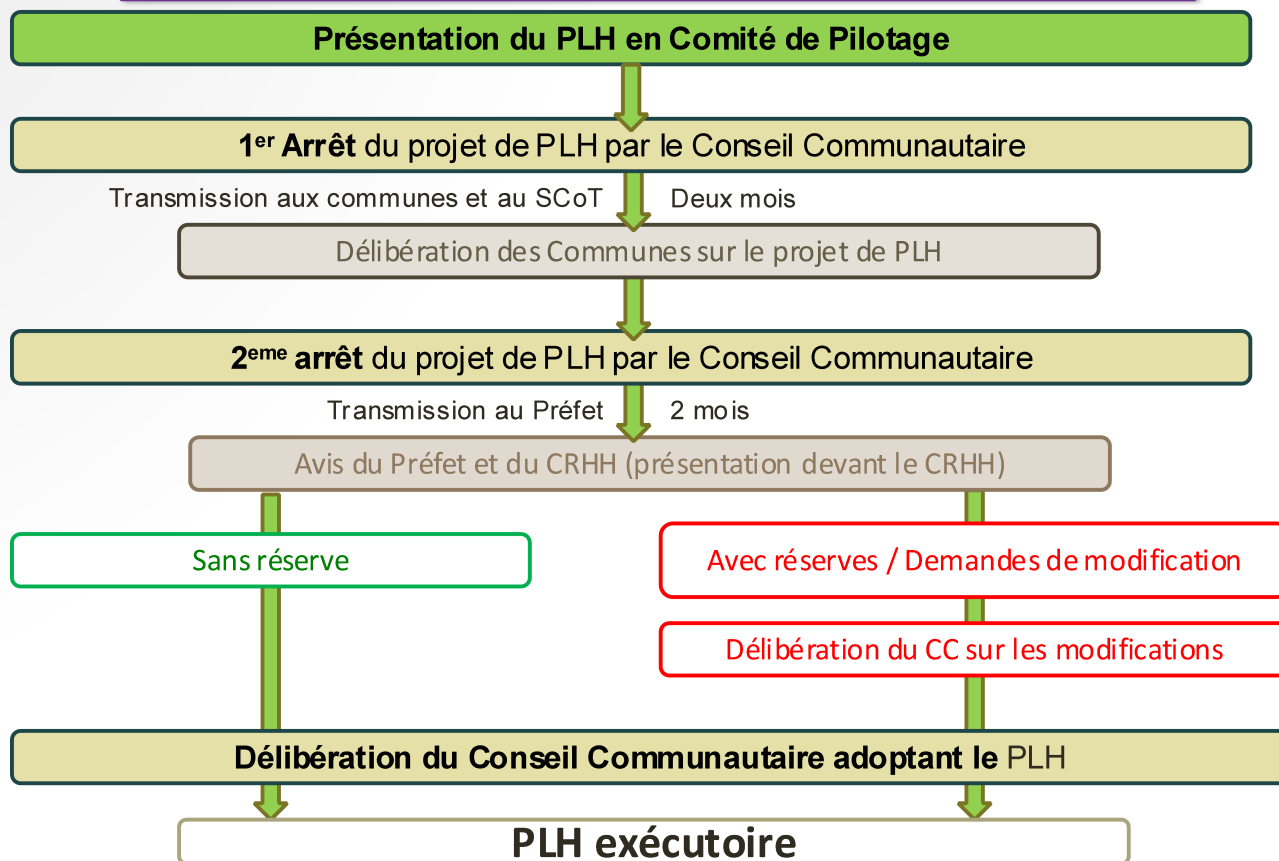 Présentation du PLH en Comité de Pilotage
1er Arrêt du projet de PLH par le Conseil Communautaire
Transmission aux communes et au SCoT Deux mois
Délibération des Communes sur le projet de PLH
2eme arrêt du projet de PLH par le Conseil Communautaire
Transmission au Préfet 2 mois
Avis du Préfet et du CRHH (présentation devant le CRHH)
Sans réserve
Avec réserves / Demandes de modification
Délibération du CC sur les modifications
Délibération du Conseil Communautaire adoptant le PLH
PLH exécutoire